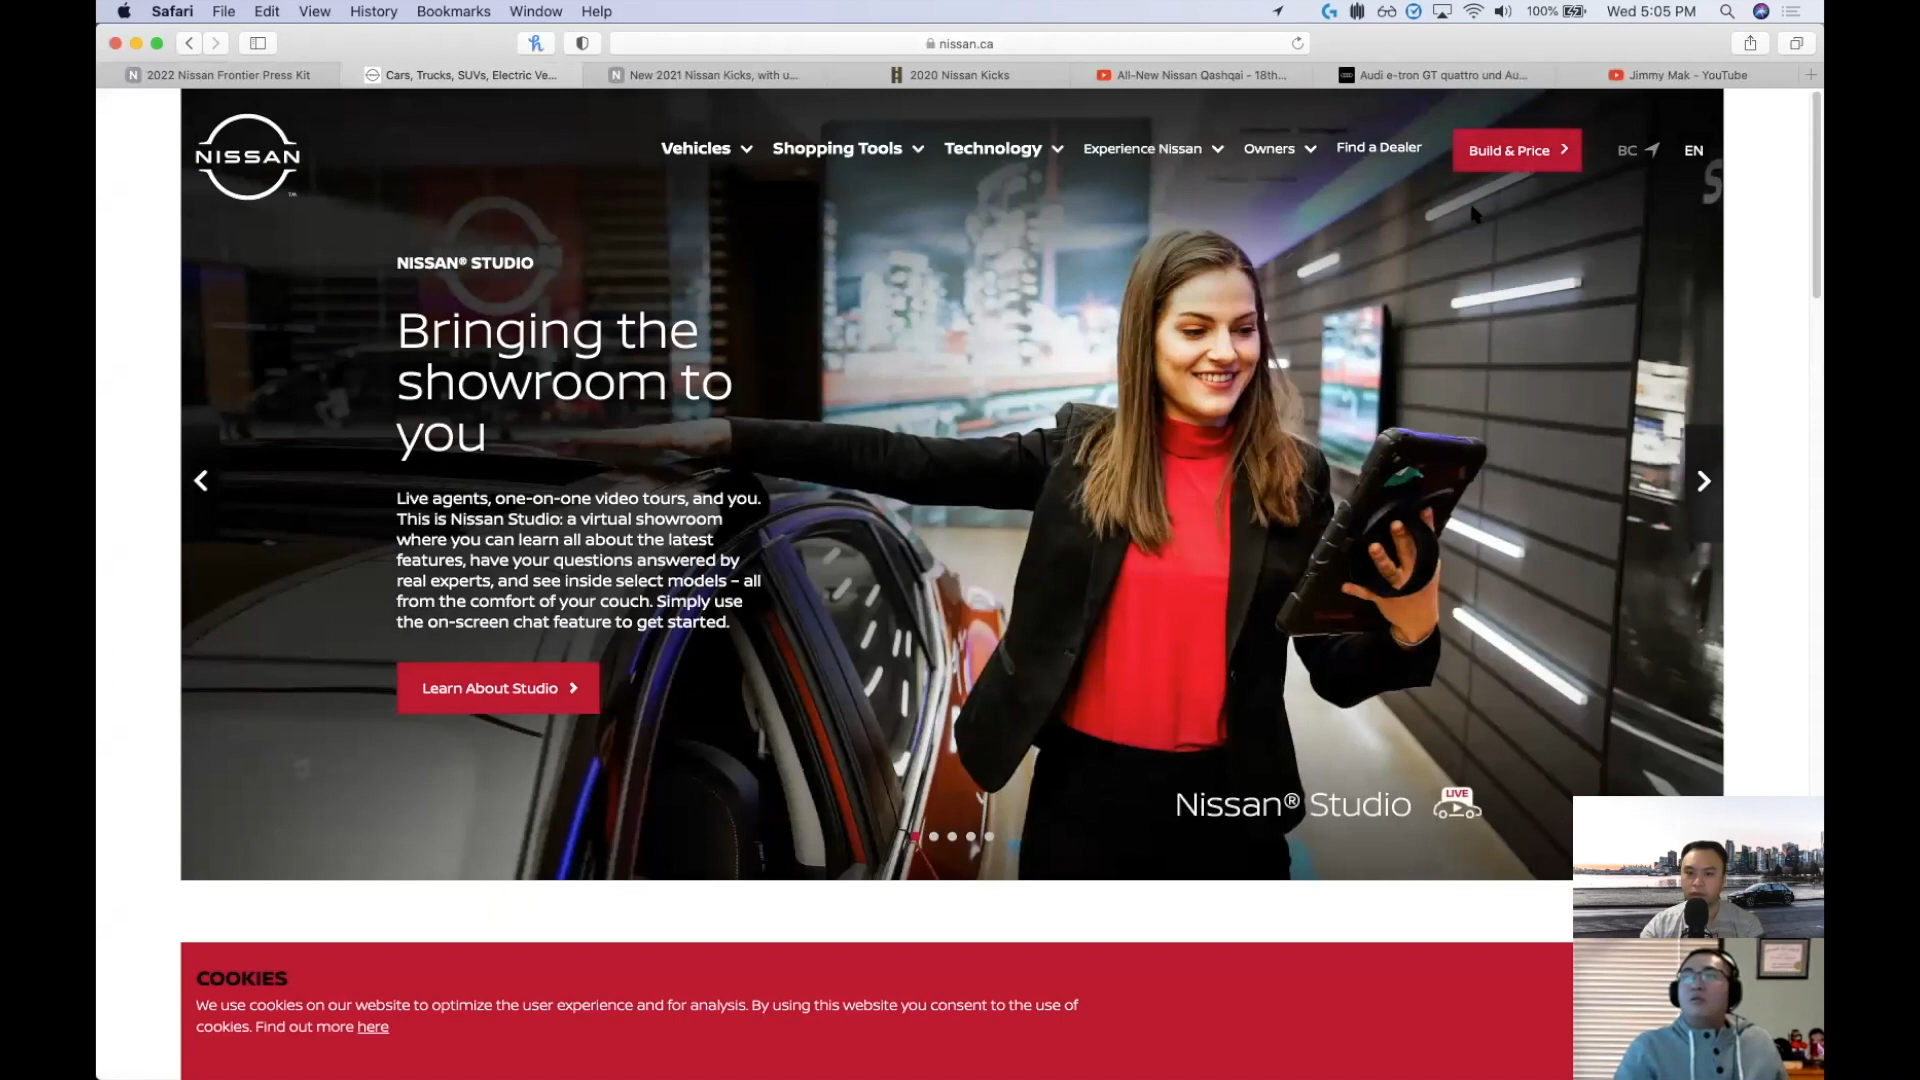 Safari File Edit View History Bookmarks Window Help 100% Wed 5:05 PM
nissan.ca
2022 Nissan Frontier Press Kit
Cars, Trucks, SUVs, Electric Ve...
New 2021 Nissan Kicks, with u...
2020 Nissan Kicks
All-New Nissan Qashqai - 18th...
Audi e-tron GT quattro und Au...
Jimmy Mak - YouTube
NISSAN
Vehicles Shopping Tools Technology Experience Nissan Owners Find a Dealer Build & Price BC EN
NISSAN® STUDIO
Bringing the
showroom to
you
Live agents, one-on-one video tours, and you.
This is Nissan Studio: a virtual showroom
where you can learn all about the latest
features, have your questions answered by
real experts, and see inside select models – all
from the comfort of your couch. Simply use
the on-screen chat feature to get started.
Learn About Studio
Nissan® Studio LIVE
COOKIES
We use cookies on our website to optimize the user experience and for analysis. By using this website you consent to the use of
cookies. Find out more here